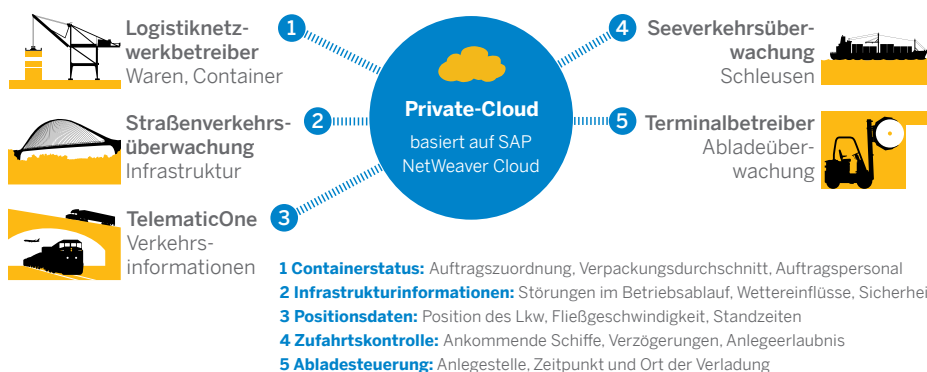 Logistiknetz-
werkbetreiber
Waren, Container
1
Straßenverkehrs-
überwachung
Infrastruktur
2
TelematicOne
Verkehrs-
informationen
3
Private-Cloud
basiert auf SAP
NetWeaver Cloud
4
Seeverkehrsüber-
wachung
Schleusen
5
Terminalbetreiber
Abladeüber-
wachung
1 Containerstatus: Auftragszuordnung, Verpackungsdurchschnitt, Auftragspersonal
2 Infrastrukturinformationen: Störungen im Betriebsablauf, Wettereinflüsse, Sicherhei
3 Positionsdaten: Position des Lkw, Fließgeschwindigkeit, Standzeiten
4 Zufahrtskontrolle: Ankommende Schiffe, Verzögerungen, Anlegeerlaubnis
5 Abladesteuerung: Anlegestelle, Zeitpunkt und Ort der Verladung